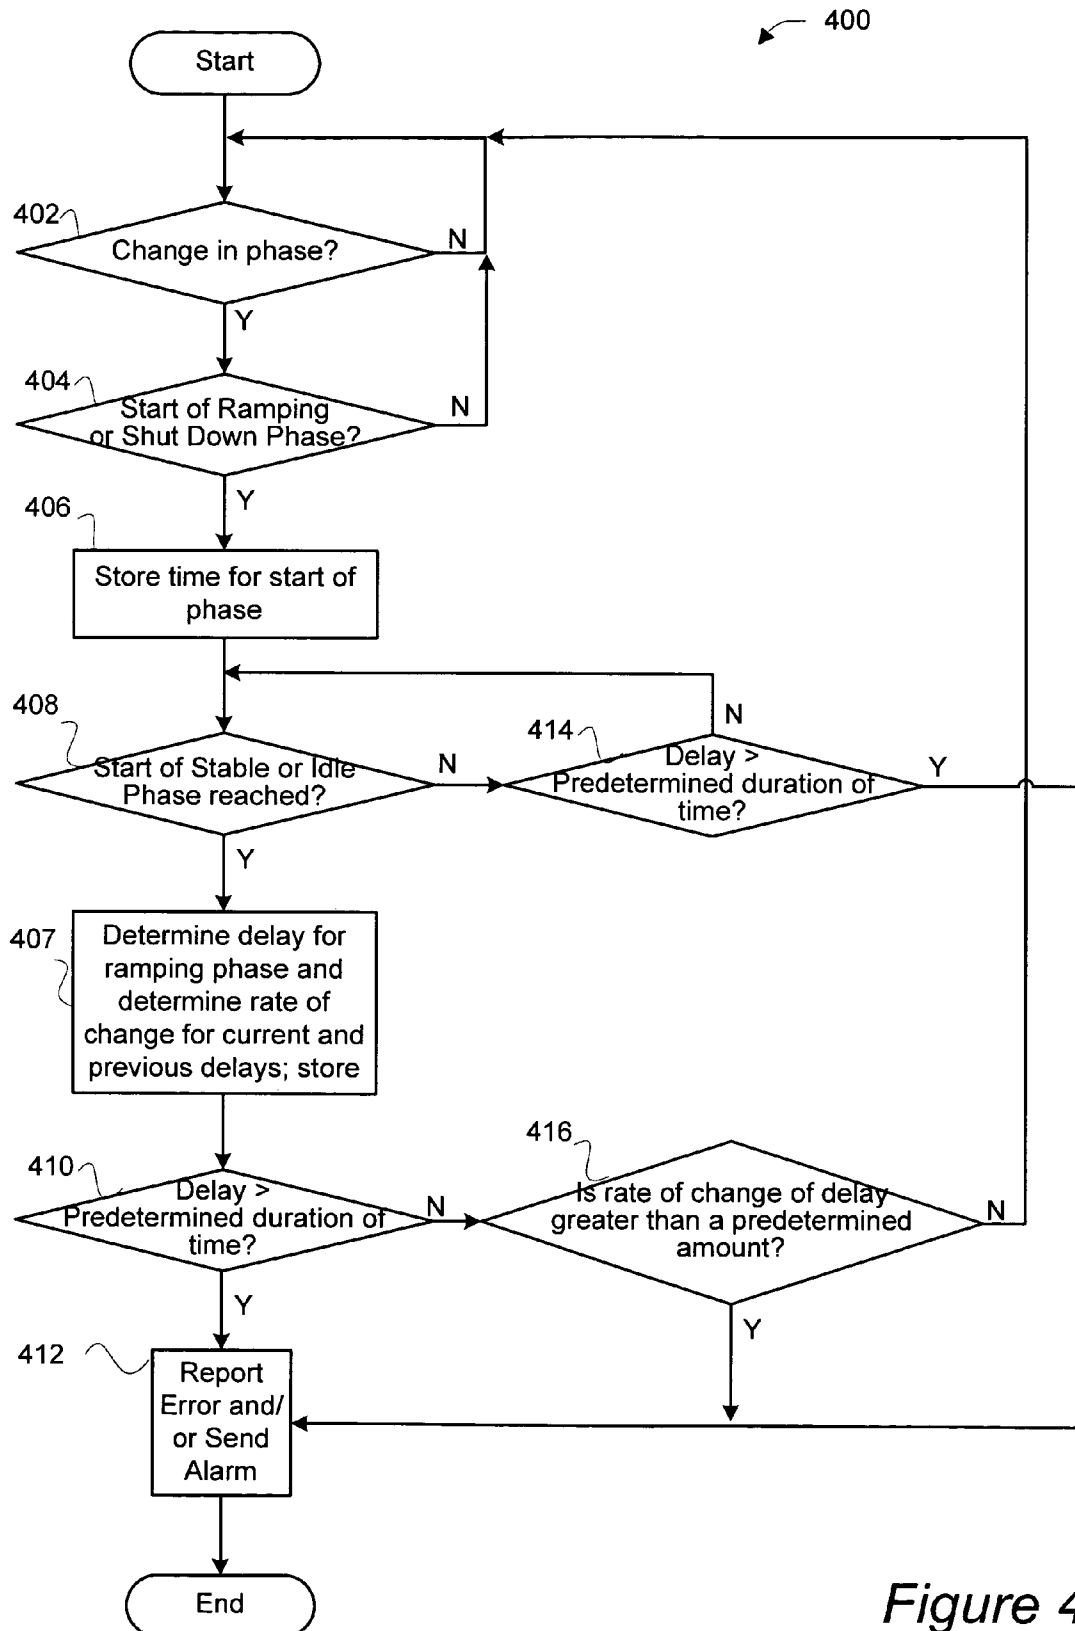 400
Start
402
Change in phase?
N
Y
404
Start of Ramping
or Shut Down Phase?
N
Y
406
Store time for start of
phase
408
Start of Stable or Idle
Phase reached?
N
414
Delay >
Predetermined duration of
time?
N
Y
Y
407
Determine delay for
ramping phase and
determine rate of
change for current and
previous delays; store
410
Delay >
Predetermined duration of
time?
N
416
Is rate of change of delay
greater than a predetermined
amount?
N
Y
Y
412
Report
Error and/
or Send
Alarm
End
Figure 4